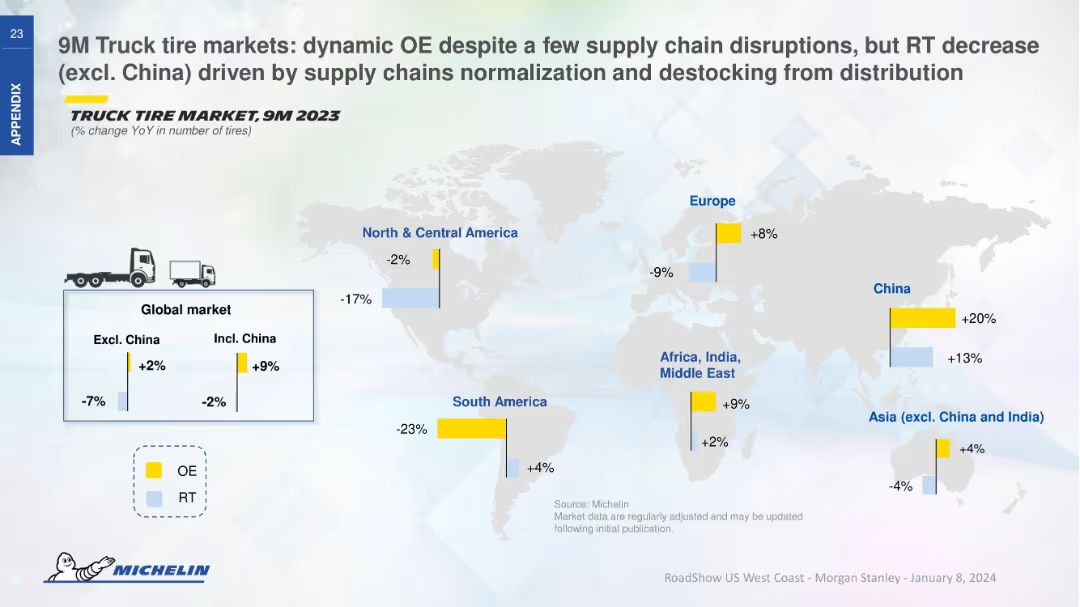 23
APPENDIX
9M Truck tire markets: dynamic OE despite a few supply chain disruptions, but RT decrease
(excl. China) driven by supply chains normalization and destocking from distribution
TRUCK TIRE MARKET, 9M 2023
(% change YoY in number of tires)
Global market
Excl. China
Incl. China
+2%
+9%
-7%
-2%
OE
RT
North & Central America
-2%
-17%
South America
-23%
+4%
Europe
+8%
-9%
Africa, India,
Middle East
+9%
+2%
China
+20%
+13%
Asia (excl. China and India)
+4%
-4%
Source: Michelin
Market data are regularly adjusted and may be updated
following initial publication.
MICHELIN
RoadShow US West Coast - Morgan Stanley - January 8, 2024